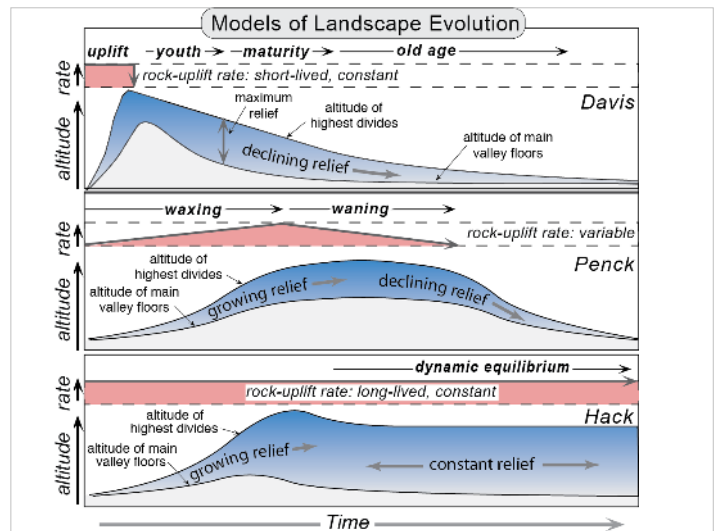 Models of Landscape Evolution
uplift youth maturity old age
rate
rock-uplift rate: short-lived, constant
Davis
altitude
maximum
relief
altitude of
highest divides
altitude of main
valley floors
declining relief
waxing waning
rate
rock-uplift rate: variable
Penck
altitude
altitude of
highest divides
altitude of main
valley floors
growing relief
declining relief
dynamic equilibrium
rate
rock-uplift rate: long-lived, constant
Hack
altitude
altitude of
highest divides
altitude of main
valley floors
growing relief
constant relief
Time